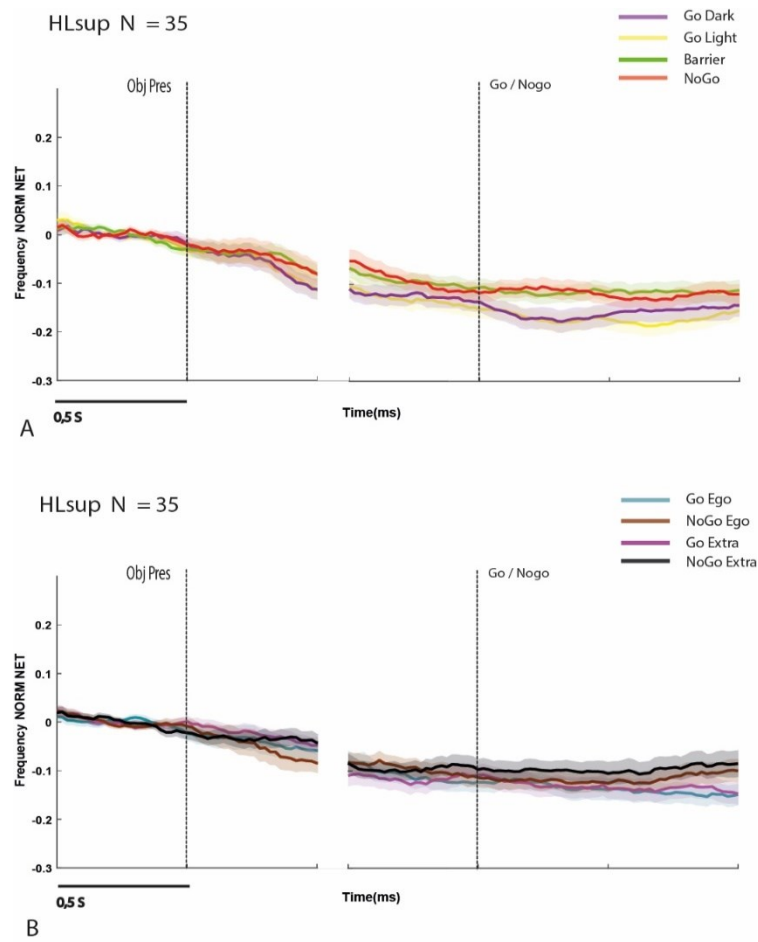 HLsup N = 35
Go Dark
Go Light
Barrier
NoGo
Obj Pres
Go / Nogo
0.2
0.1
0
-0.1
-0.2
-0.3
Frequency NORM NET
0,5 S
Time(ms)
A
HLsup N = 35
Go Ego
NoGo Ego
Go Extra
NoGo Extra
Obj Pres
Go / Nogo
0.2
0.1
0
-0.1
-0.2
-0.3
Frequency NORM NET
0,5 S
Time(ms)
B